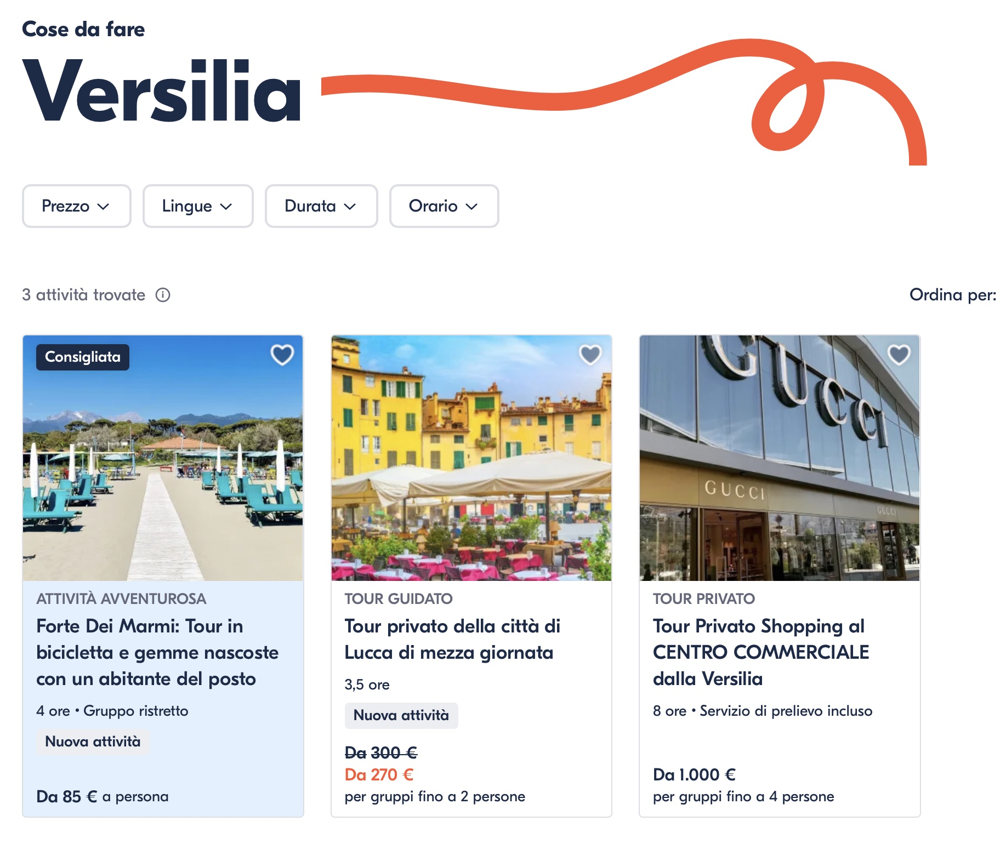 Cose da fare
Versilia
Prezzo
Lingue
Durata
Orario
3 attività trovate
Ordina per:
Consigliata
ATTIVITÀ AVVENTUROSA
Forte Dei Marmi: Tour in
bicicletta e gemme nascoste
con un abitante del posto
4 ore • Gruppo ristretto
Nuova attività
Da 85 € a persona
TOUR GUIDATO
Tour privato della città di
Lucca di mezza giornata
3,5 ore
Nuova attività
Da 300 €
Da 270 €
per gruppi fino a 2 persone
GUCCI
GUCCI
GUCCI
TOUR PRIVATO
Tour Privato Shopping al
CENTRO COMMERCIALE
dalla Versilia
8 ore • Servizio di prelievo incluso
Da 1.000 €
per gruppi fino a 4 persone